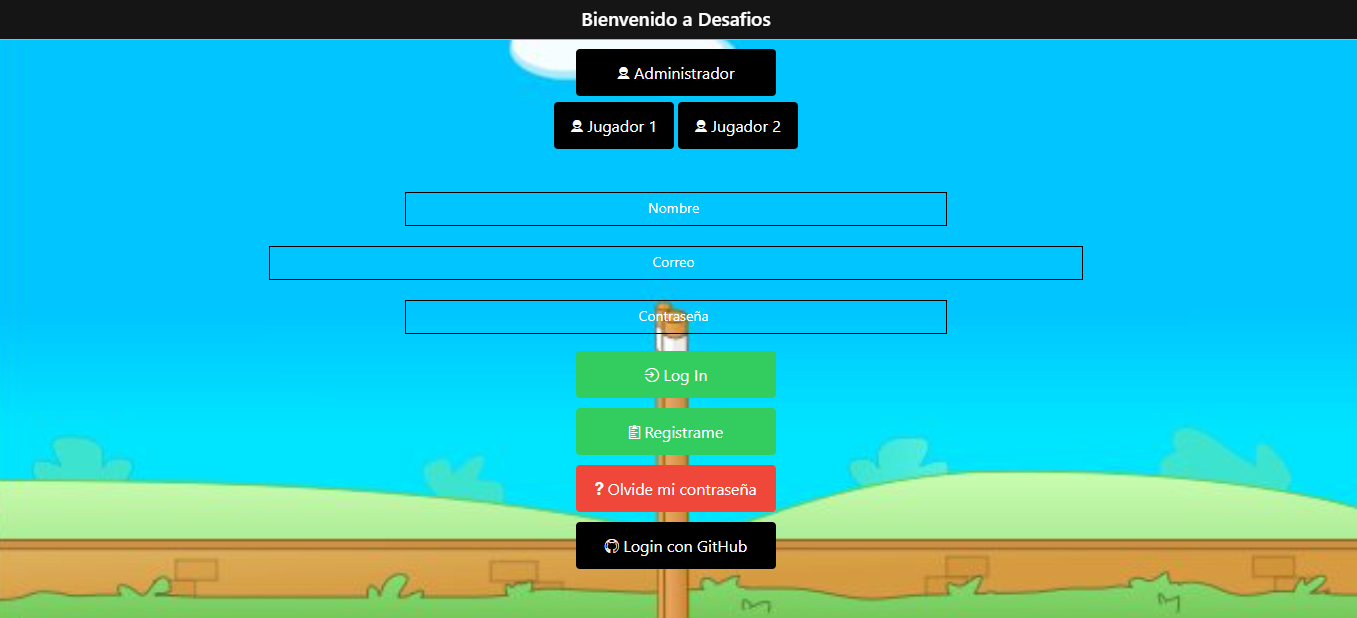 Bienvenido a Desafios
Administrador
Jugador 1 Jugador 2
Nombre
Correo
Contraseña
Log In
Registrame
? Olvide mi contraseña
Login con GitHub